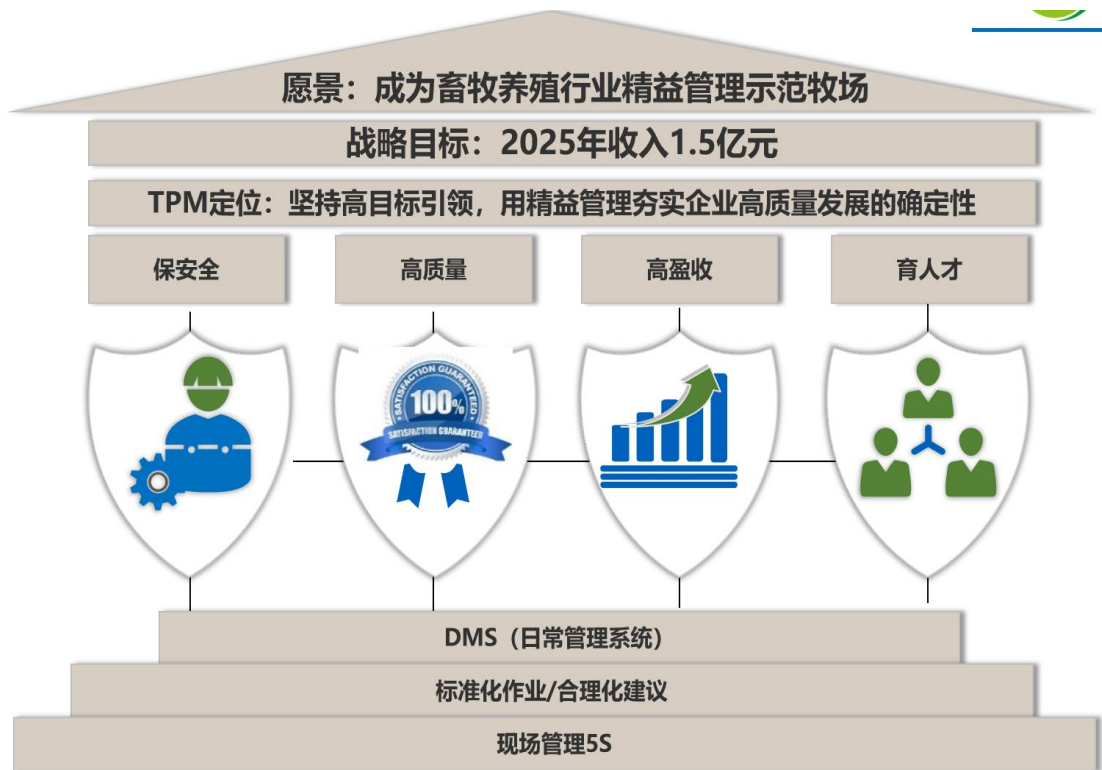 愿景：成为畜牧养殖行业精益管理示范牧场
战略目标：2025年收入1.5亿元
TPM定位：坚持高目标引领，用精益管理夯实企业高质量发展的确定性
保安全
高质量
高盈收
育人才
SATISFACTION GUARANTEED
100%
SATISFACTION GUARANTEED
DMS（日常管理系统）
标准化作业/合理化建议
现场管理5S